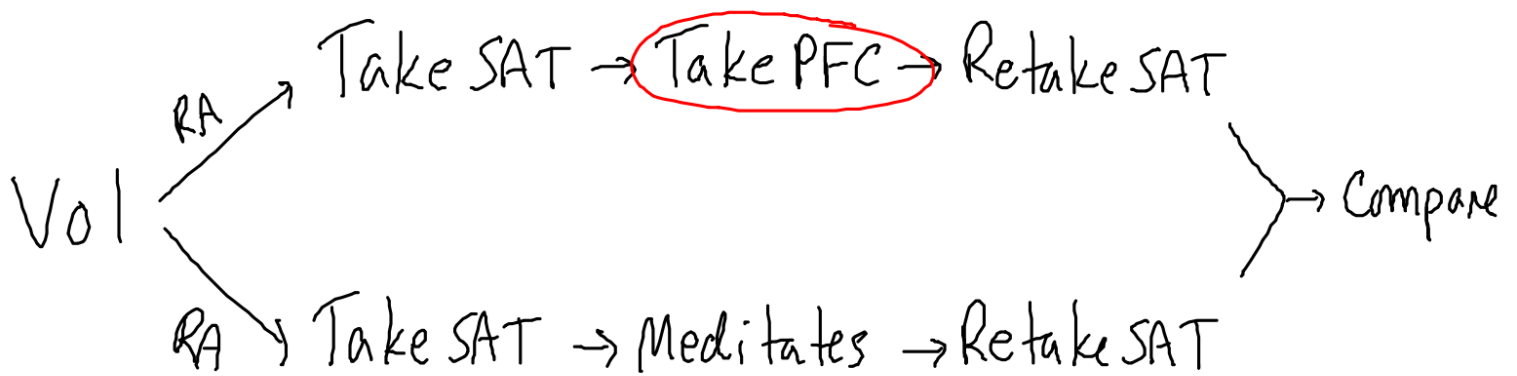 Take SAT → Take PFC → Retake SAT
RA
Vol
Compare
RA
Take SAT → Meditates → Retake SAT